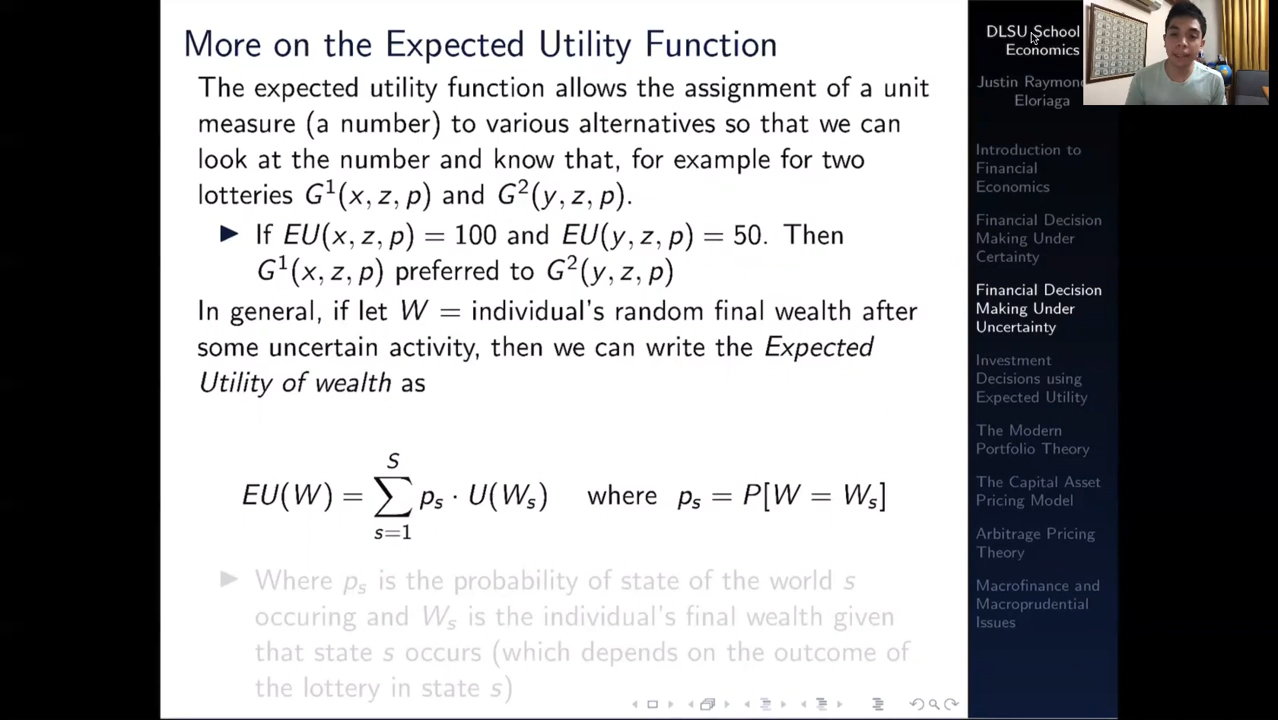 More on the Expected Utility Function
The expected utility function allows the assignment of a unit
measure (a number) to various alternatives so that we can
look at the number and know that, for example for two
lotteries G¹(x, z, p) and G²(y, z, p).
▶ If EU(x, z, p) = 100 and EU(y, z, p) = 50. Then
G¹(x, z, p) preferred to G²(y, z, p)
In general, if let W = individual's random final wealth after
some uncertain activity, then we can write the Expected
Utility of wealth as
EU(W) = ∑_{s=1}^{S} pₛ · U(Wₛ) where pₛ = P[W = Wₛ]
▶ Where pₛ is the probability of state of the world s
occuring and Wₛ is the individual's final wealth given
that state s occurs (which depends on the outcome of
the lottery in state s)
DLSU School
Economics
Justin Raymon
Eloriaga
Introduction to
Financial
Economics
Financial Decision
Making Under
Certainty
Financial Decision
Making Under
Uncertainty
Investment
Decisions using
Expected Utility
The Modern
Portfolio Theory
The Capital Asset
Pricing Model
Arbitrage Pricing
Theory
Macrofinance and
Macroprudential
Issues